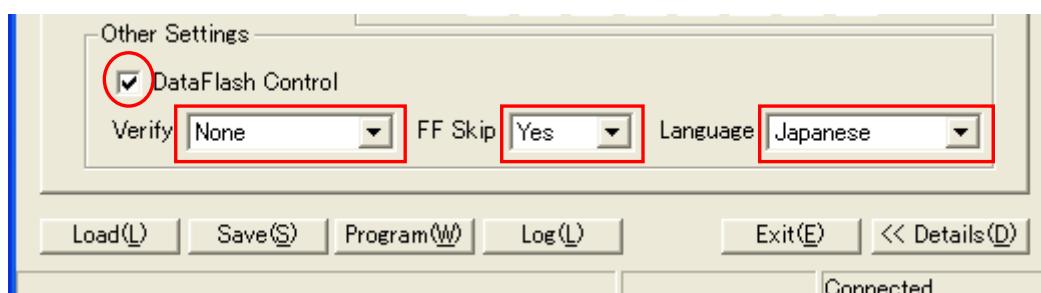 Other Settings
DataFlash Control
Verify None FF Skip Yes Language Japanese
Load(L) Save(S) Program(W) Log(L) Exit(E) << Details(D)
Connected